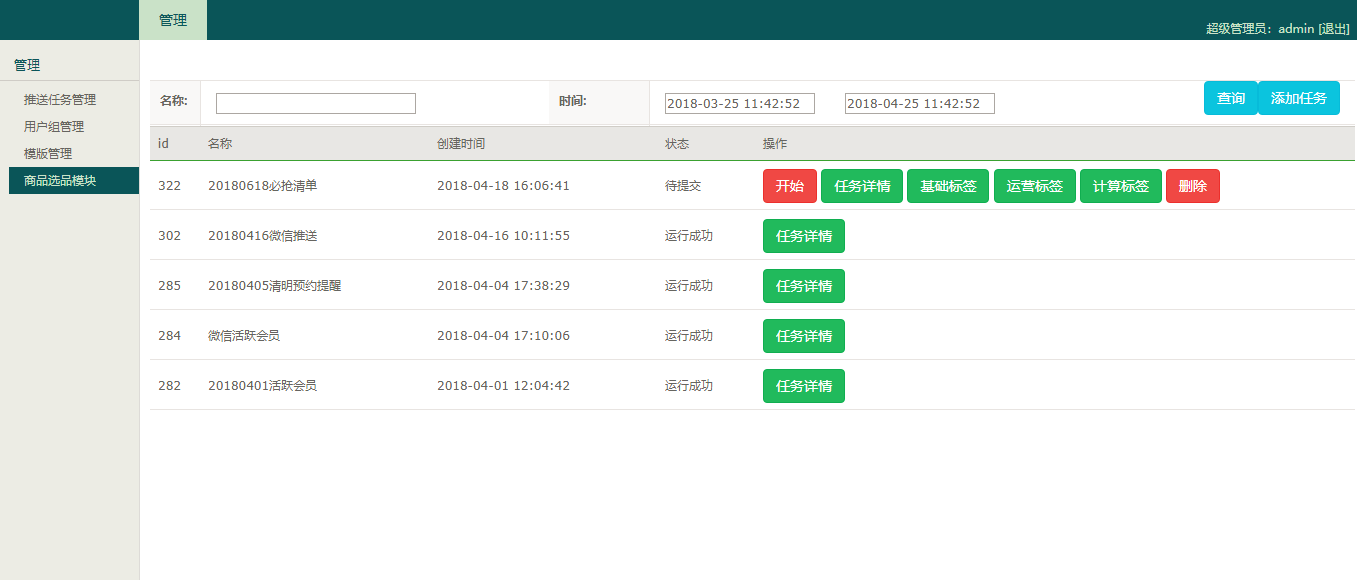 管理
超级管理员：admin [退出]
管理
推送任务管理
用户组管理
模版管理
商品选品模块
名称: 时间: 2018-03-25 11:42:52 2018-04-25 11:42:52 查询 添加任务
id 名称 创建时间 状态 操作
322 20180618必抢清单 2018-04-18 16:06:41 待提交 开始 任务详情 基础标签 运营标签 计算标签 删除
302 20180416微信推送 2018-04-16 10:11:55 运行成功 任务详情
285 20180405清明预约提醒 2018-04-04 17:38:29 运行成功 任务详情
284 微信活跃会员 2018-04-04 17:10:06 运行成功 任务详情
282 20180401活跃会员 2018-04-01 12:04:42 运行成功 任务详情